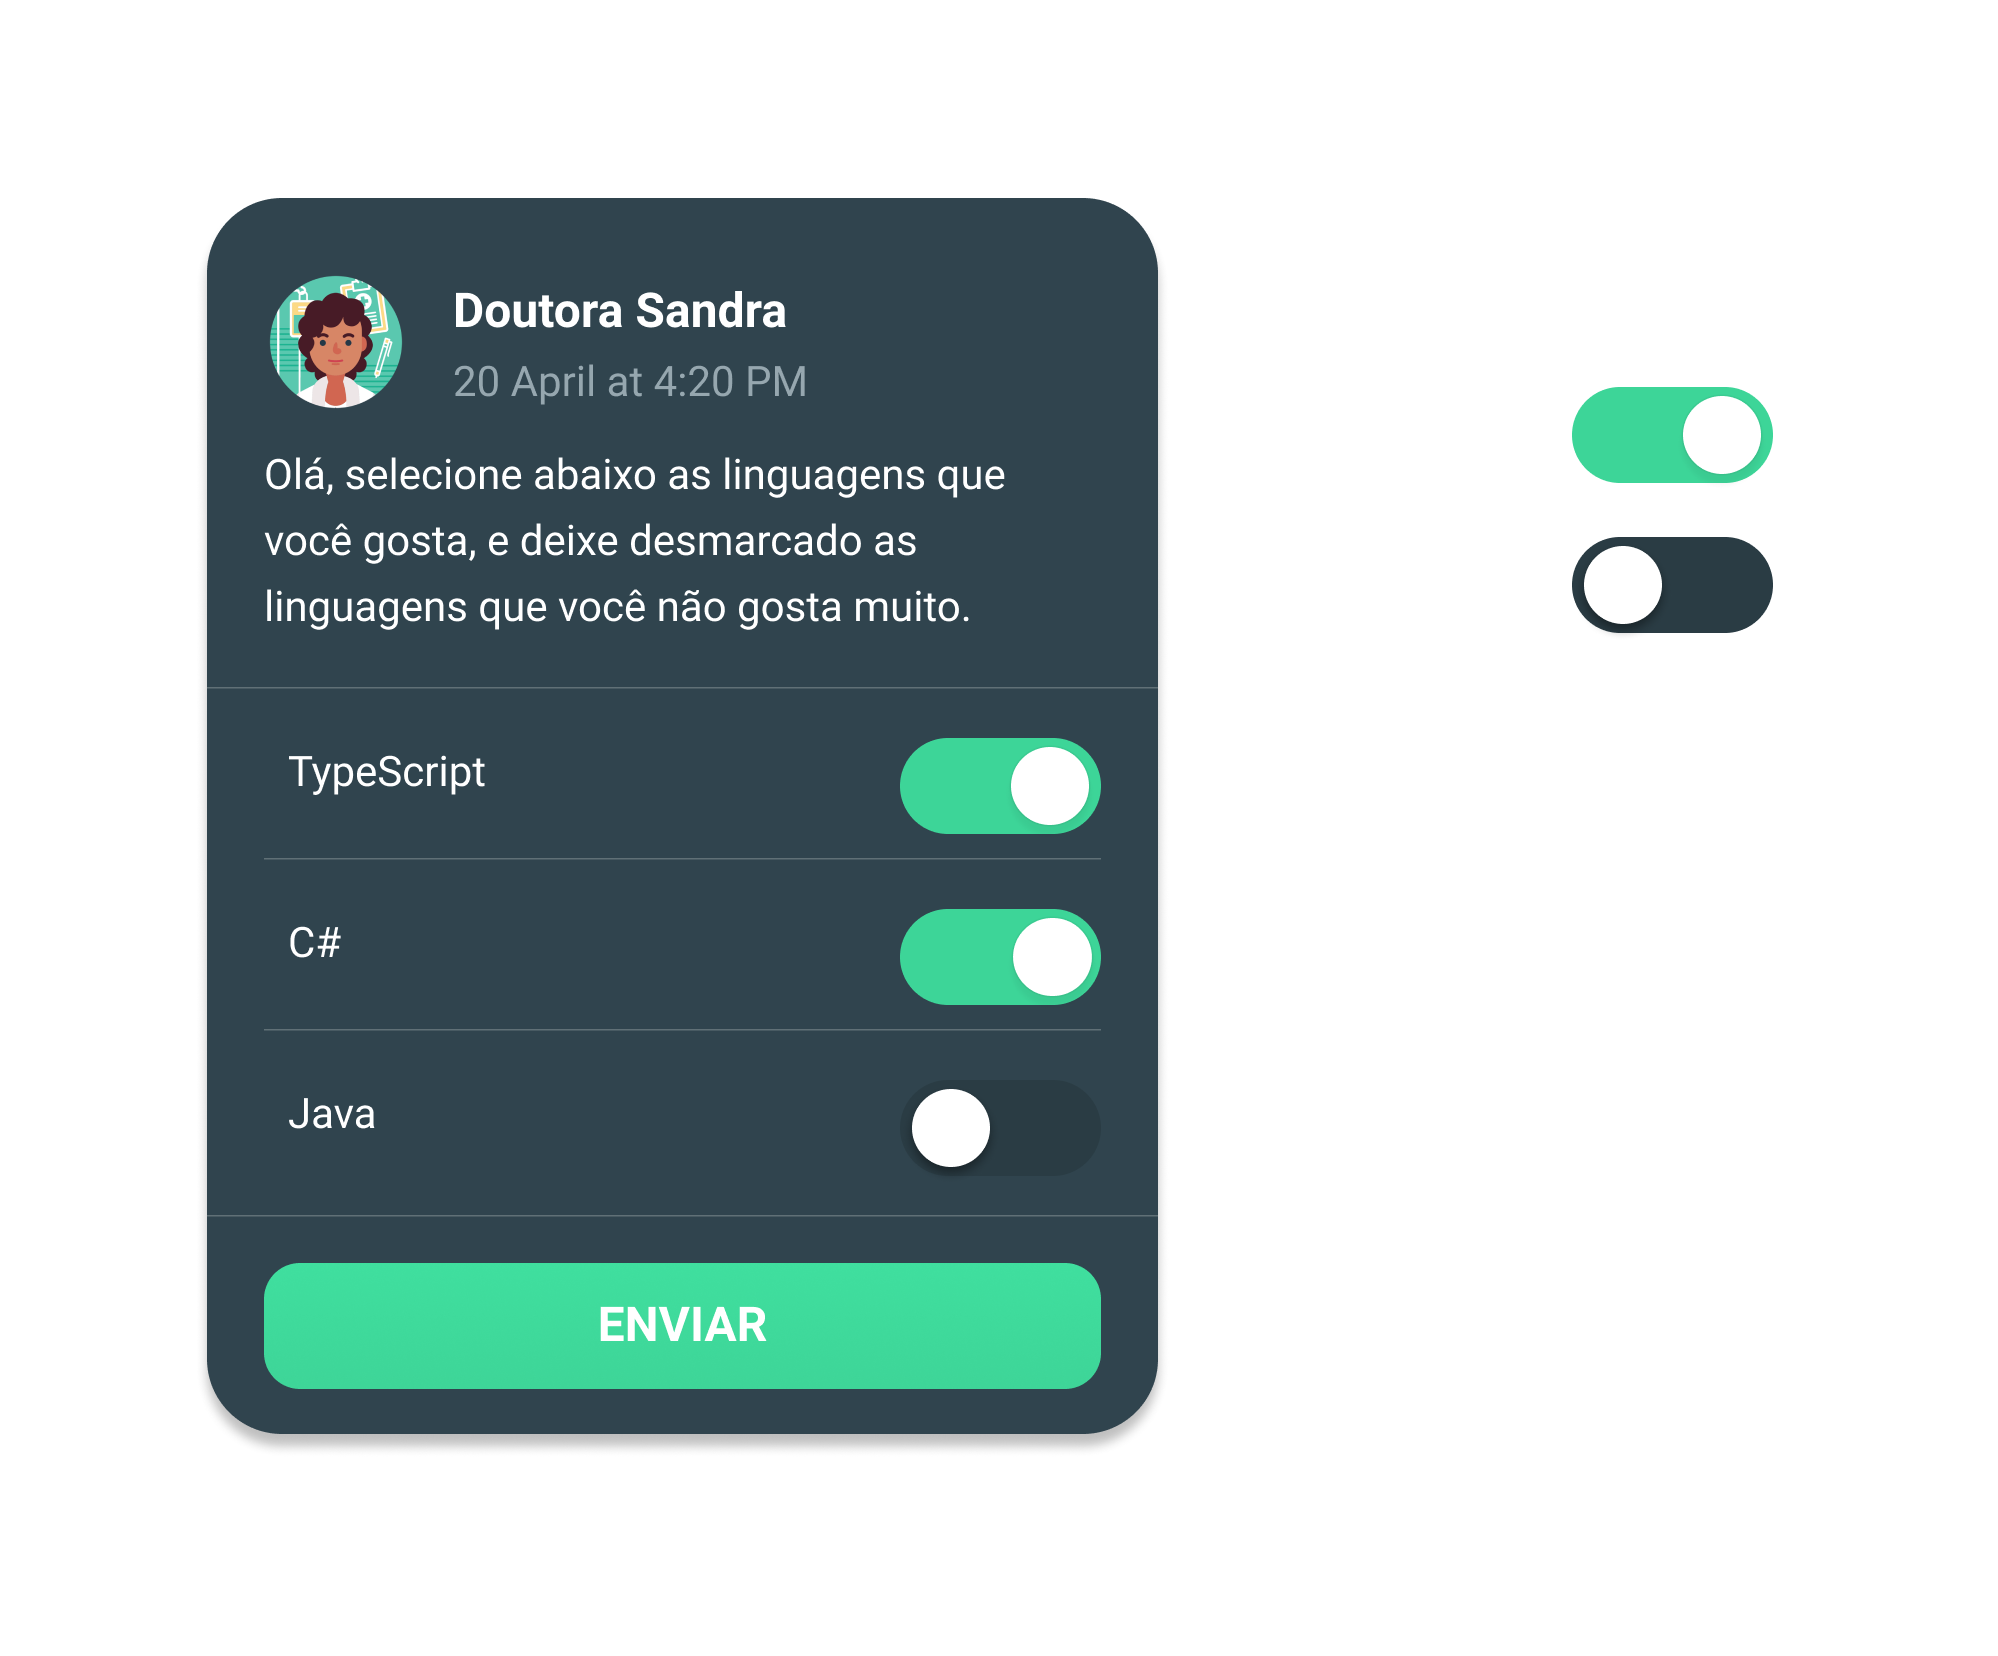 Doutora Sandra
20 April at 4:20 PM
Olá, selecione abaixo as linguagens que
você gosta, e deixe desmarcado as
linguagens que você não gosta muito.
TypeScript
C#
Java
ENVIAR